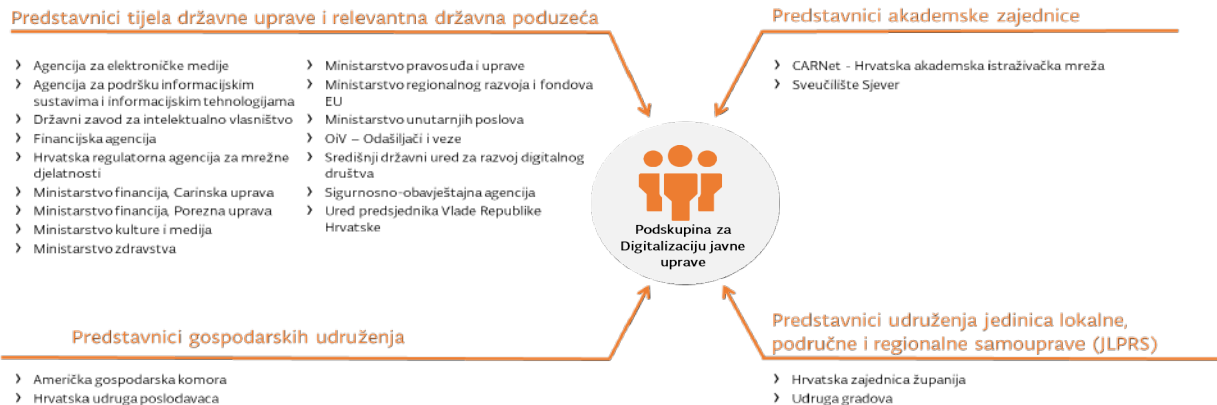 Predstavnici tijela državne uprave i relevantna državna poduzeća
› Agencija za elektroničke medije
› Agencija za podršku informacijskim
sustavima i informacijskim tehnologijama
› Državni zavod za intelektualno vlasništvo
› Financijska agencija
› Hrvatska regulatorna agencija za mrežne
djelatnosti
› Ministarstvo financija, Carinska uprava
› Ministarstvo financija, Porezna uprava
› Ministarstvo kulture i medija
› Ministarstvo zdravstva
› Ministarstvo pravosuđa i uprave
› Ministarstvo regionalnog razvoja i fondova
EU
› Ministarstvo unutarnjih poslova
› OiV – Odašiljači i veze
› Središnji državni ured za razvoj digitalnog
društva
› Sigurnosno-obavještajna agencija
› Ured predsjednika Vlade Republike
Hrvatske
Predstavnici akademske zajednice
› CARNet - Hrvatska akademska istraživačka mreža
› Sveučilište Sjever
Podskupina za
Digitalizaciju javne
uprave
Predstavnici gospodarskih udruženja
› Američka gospodarska komora
› Hrvatska udruga poslodavaca
Predstavnici udruženja jedinica lokalne,
područne i regionalne samouprave (JLPRS)
› Hrvatska zajednica županija
› Udruga gradova